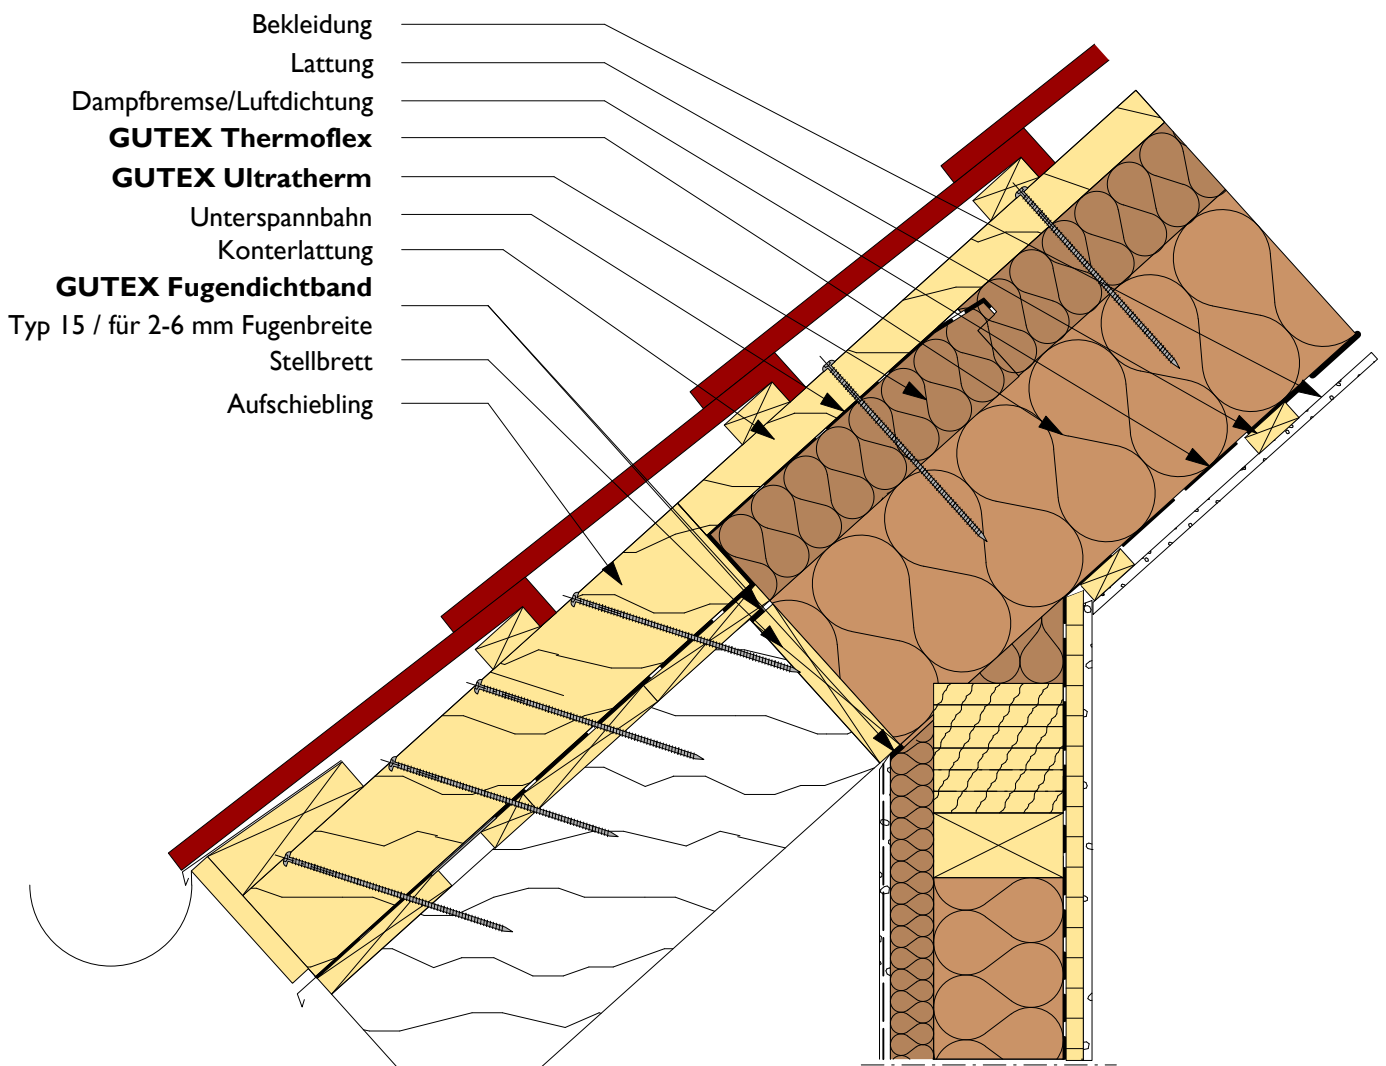 Bekleidung
Lattung
Dampfbremse/Luftdichtung
GUTEX Thermoflex
GUTEX Ultratherm
Unterspannbahn
Konterlattung
GUTEX Fugendichtband
Typ 15 / für 2-6 mm Fugenbreite
Stellbrett
Aufschiebling